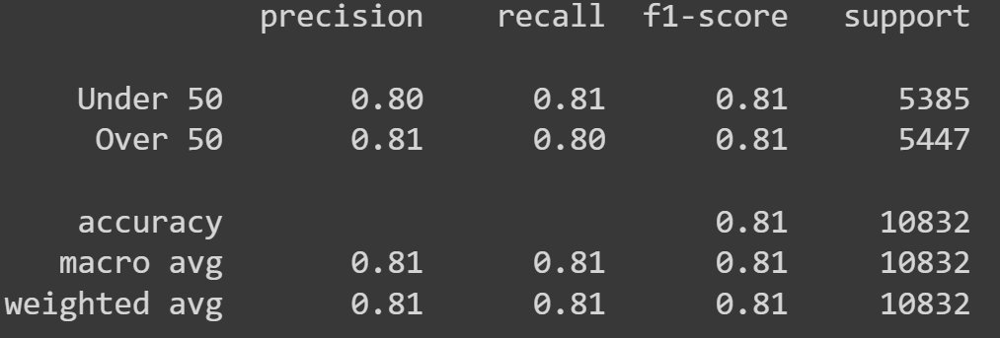 precision recall f1-score support
Under 50 0.80 0.81 0.81 5385
Over 50 0.81 0.80 0.81 5447
accuracy 0.81 10832
macro avg 0.81 0.81 0.81 10832
weighted avg 0.81 0.81 0.81 10832